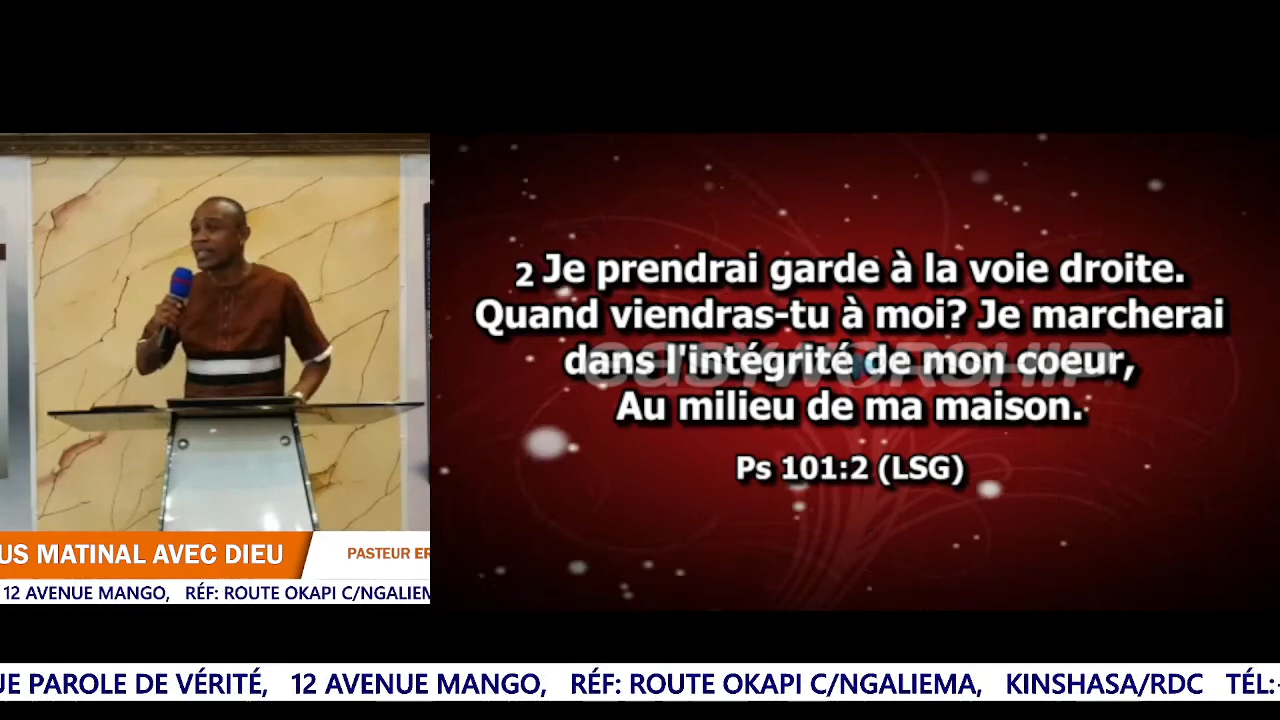 2 Je prendrai garde à la voie droite.
Quand viendras-tu à moi? Je marcherai
dans l'intégrité de mon coeur,
Au milieu de ma maison.
Ps 101:2 (LSG)
US MATINAL AVEC DIEU
PASTEUR ER
12 AVENUE MANGO, RÉF: ROUTE OKAPI C/NGALIEM
UE PAROLE DE VÉRITÉ, 12 AVENUE MANGO, RÉF: ROUTE OKAPI C/NGALIEMA, KINSHASA/RDC TÉL: